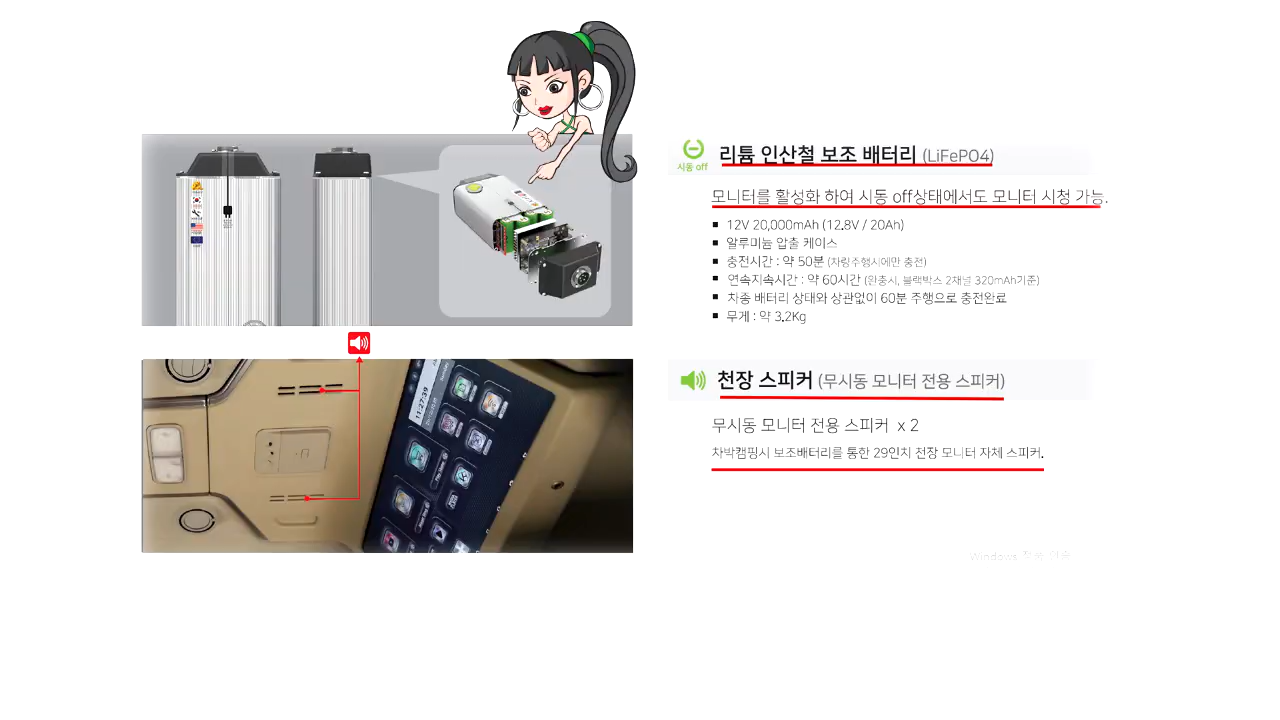 시동 off
리튬 인산철 보조 배터리 (LiFePO4)
모니터를 활성화 하여 시동 off상태에서도 모니터 시청 가능.
▪ 12V 20,000mAh (12.8V / 20Ah)
▪ 알루미늄 압출 케이스
▪ 충전시간 : 약 50분 (차량주행시에만 충전)
▪ 연속지속시간 : 약 60시간 (완충시, 블랙박스 2채널 320mAh기준)
▪ 차종 배터리 상태와 상관없이 60분 주행으로 충전완료
▪ 무게 : 약 3.2Kg
천장 스피커 (무시동 모니터 전용 스피커)
무시동 모니터 전용 스피커 x 2
차박캠핑시 보조배터리를 통한 29인치 천장 모니터 자체 스피커.
11:27:39
Windows 정품 인증